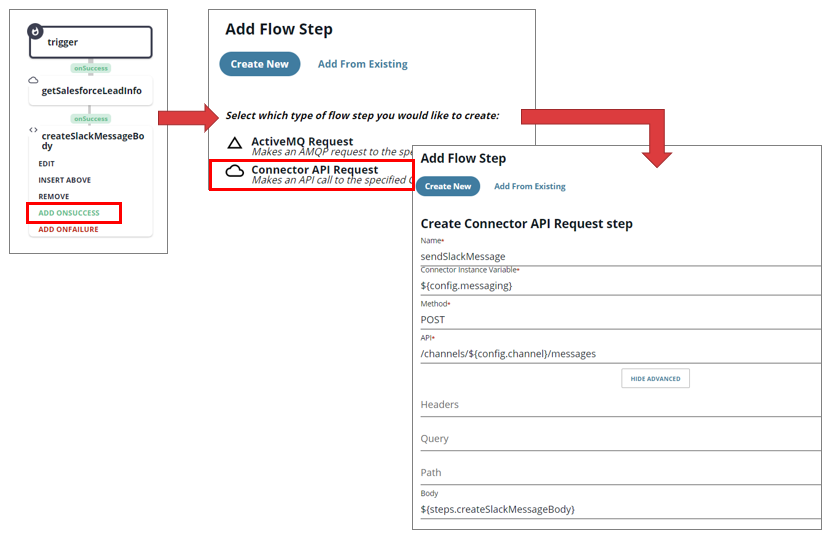 trigger
onSuccess
getSalesforceLeadInfo
onSuccess
createSlackMessageBo
dy
EDIT
INSERT ABOVE
REMOVE
ADD ONSUCCESS
ADD ONFAILURE
Add Flow Step
Create New
Add From Existing
Select which type of flow step you would like to create:
ActiveMQ Request
Makes an AMQP request to the spe
Connector API Request
Makes an API call to the specified C
Add Flow Step
Create New
Add From Existing
Create Connector API Request step
Name*
sendSlackMessage
Connector Instance Variable*
${config.messaging}
Method*
POST
API*
/channels/${config.channel}/messages
HIDE ADVANCED
Headers
Query
Path
Body
${steps.createSlackMessageBody}